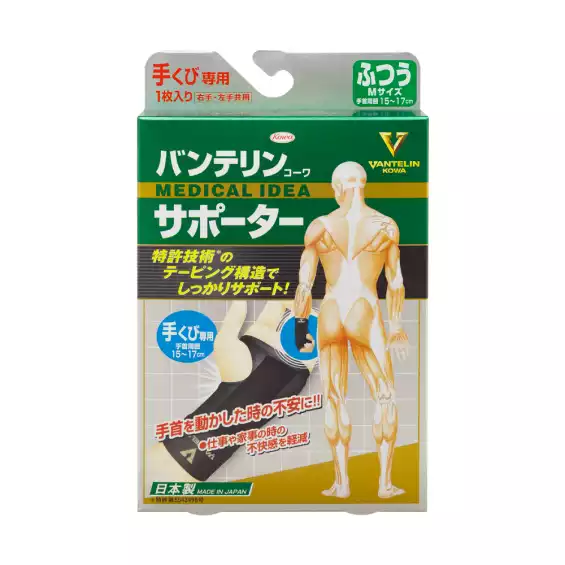 手くび専用
1枚入り 右手・左手共用
ふつう
Mサイズ
手首周囲 15～17cm
Kowa
バンテリンコーワ
VANTELIN
KOWA
MEDICAL IDEA
サポーター
特許技術※の
テーピング構造で
しっかりサポート!
手くび専用
手首周囲
15～17cm
手首を動かした時の不安に!!
●仕事や家事の時の
不快感を軽減
日本製 MADE IN JAPAN